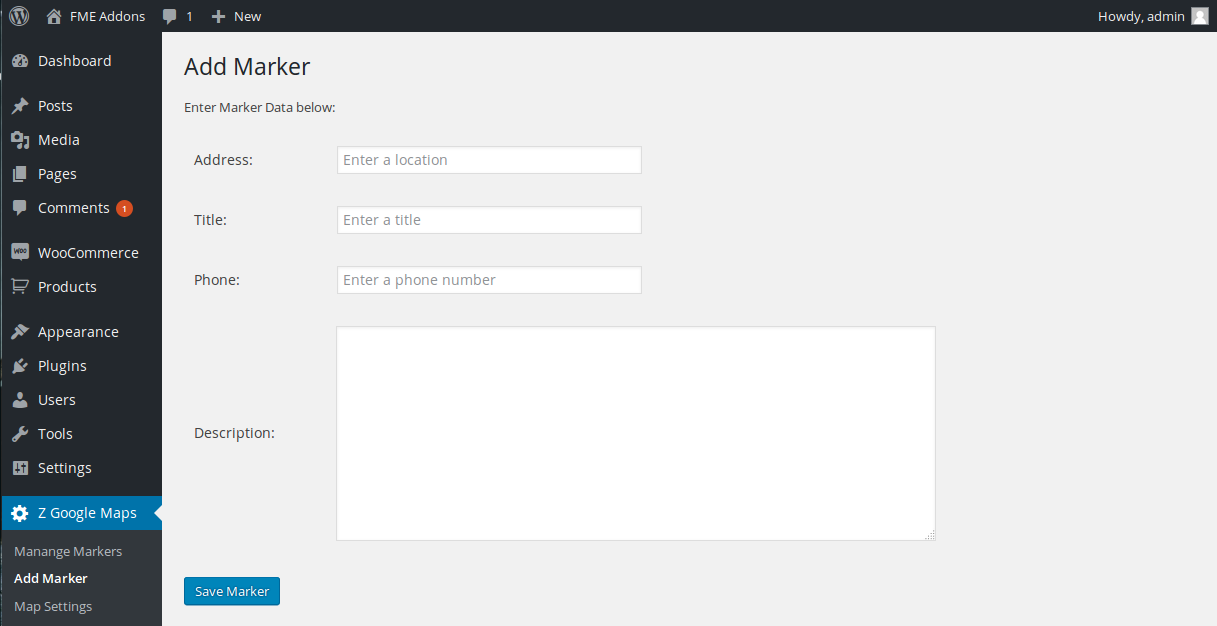 FME Addons 1 New Howdy, admin
Dashboard
Posts
Media
Pages
Comments 1
WooCommerce
Products
Appearance
Plugins
Users
Tools
Settings
Z Google Maps
Manange Markers
Add Marker
Map Settings
Add Marker
Enter Marker Data below:
Address: Enter a location
Title: Enter a title
Phone: Enter a phone number
Description:
Save Marker